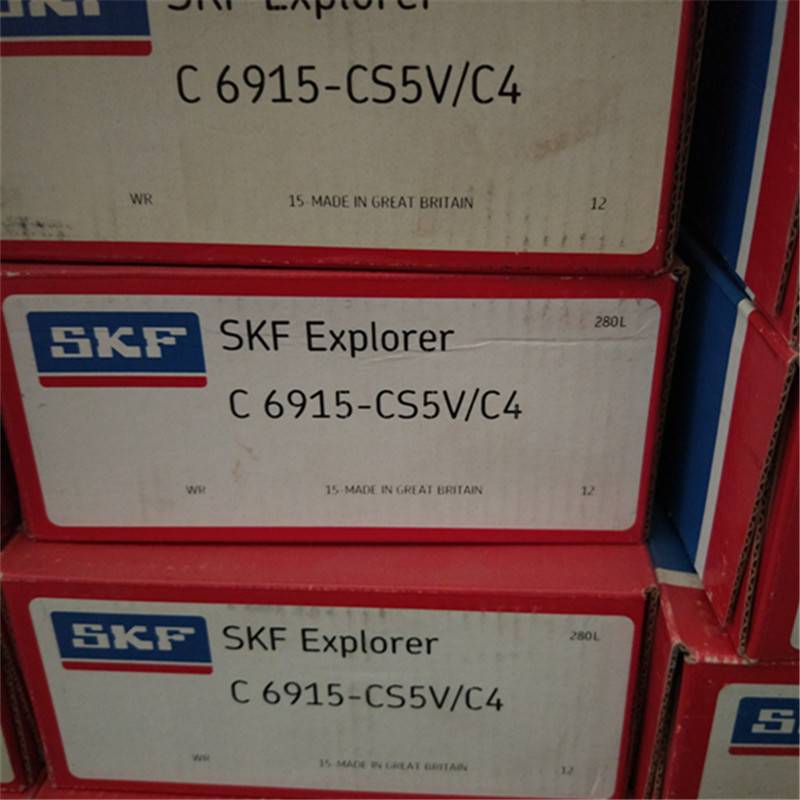 SKF
SKF Explorer
C 6915-CS5V/C4
WR 15-MADE IN GREAT BRITAIN 12
SKF
SKF Explorer
280L
C 6915-CS5V/C4
WR 15-MADE IN GREAT BRITAIN 12
SKF
SKF Explorer
280L
C 6915-CS5V/C4
WR 15-MADE IN GREAT BRITAIN 12